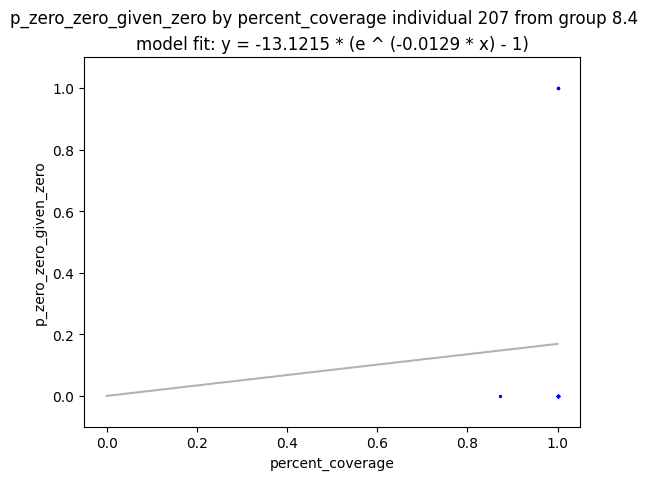 p_zero_zero_given_zero by percent_coverage individual 207 from group 8.4
model fit: y = -13.1215 * (e ^ (-0.0129 * x) - 1)
p_zero_zero_given_zero
1.0
0.8
0.6
0.4
0.2
0.0
0.0 0.2 0.4 0.6 0.8 1.0
percent_coverage